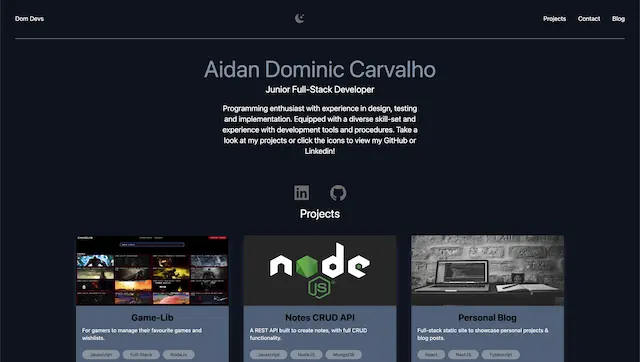 Dom Devs
Projects Contact Blog
Aidan Dominic Carvalho
Junior Full-Stack Developer
Programming enthusiast with experience in design, testing
and implementation. Equipped with a diverse skill-set and
experience with development tools and procedures. Take a
look at my projects or click the icons to view my GitHub or
Linkedin!
in
Projects
node
JS
Game-Lib
For gamers to manage their favourite games and
wishlists.
Javascript Full-Stack NodeJS
Notes CRUD API
A REST API built to create notes, with full CRUD
functionality.
Javascript NodeJS MongoDB
Personal Blog
Full-stack static site to showcase personal projects &
blog posts.
React NextJS Typescript